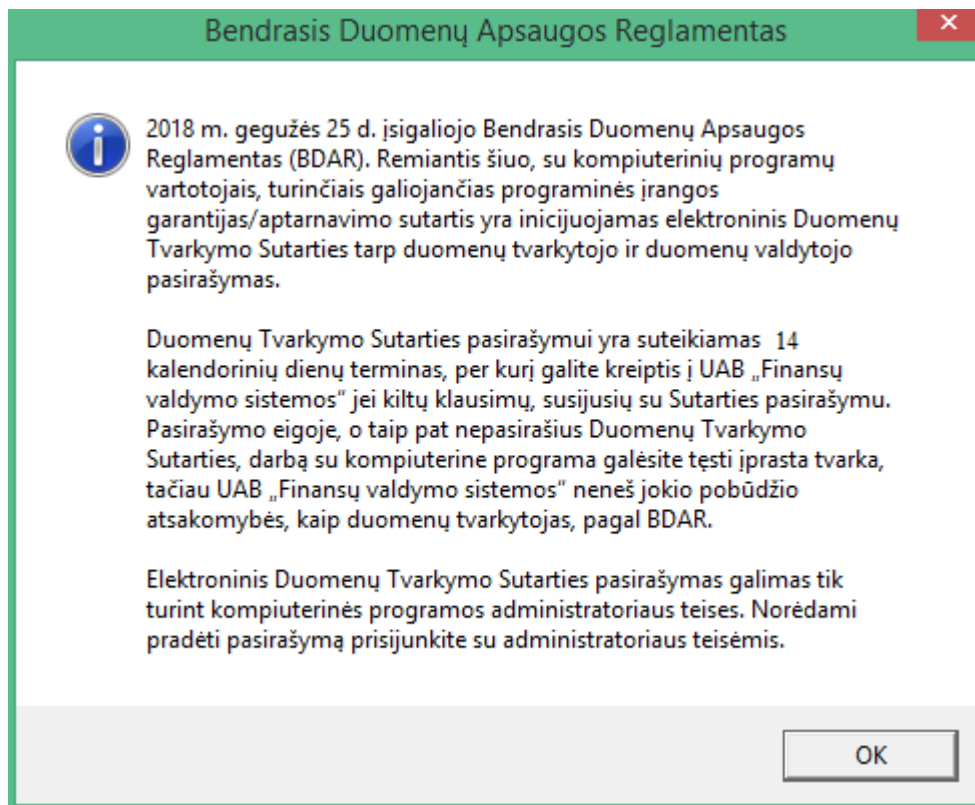 Bendrasis Duomenų Apsaugos Reglamentas
2018 m. gegužės 25 d. įsigaliojo Bendrasis Duomenų Apsaugos
Reglamentas (BDAR). Remiantis šiuo, su kompiuterinių programų
vartotojais, turinčiais galiojančias programinės įrangos
garantijas/aptarnavimo sutartis yra inicijuojamas elektroninis Duomenų
Tvarkymo Sutarties tarp duomenų tvarkytojo ir duomenų valdytojo
pasirašymas.
Duomenų Tvarkymo Sutarties pasirašymui yra suteikiamas 14
kalendorinių dienų terminas, per kurį galite kreiptis į UAB „Finansų
valdymo sistemos“ jei kiltų klausimų, susijusių su Sutarties pasirašymu.
Pasirašymo eigoje, o taip pat nepasirašius Duomenų Tvarkymo
Sutarties, darbą su kompiuterine programa galėsite tęsti įprasta tvarka,
tačiau UAB „Finansų valdymo sistemos“ neneš jokio pobūdžio
atsakomybės, kaip duomenų tvarkytojas, pagal BDAR.
Elektroninis Duomenų Tvarkymo Sutarties pasirašymas galimas tik
turint kompiuterinės programos administratoriaus teises. Norėdami
pradėti pasirašymą prisijunkite su administratoriaus teisėmis.
OK